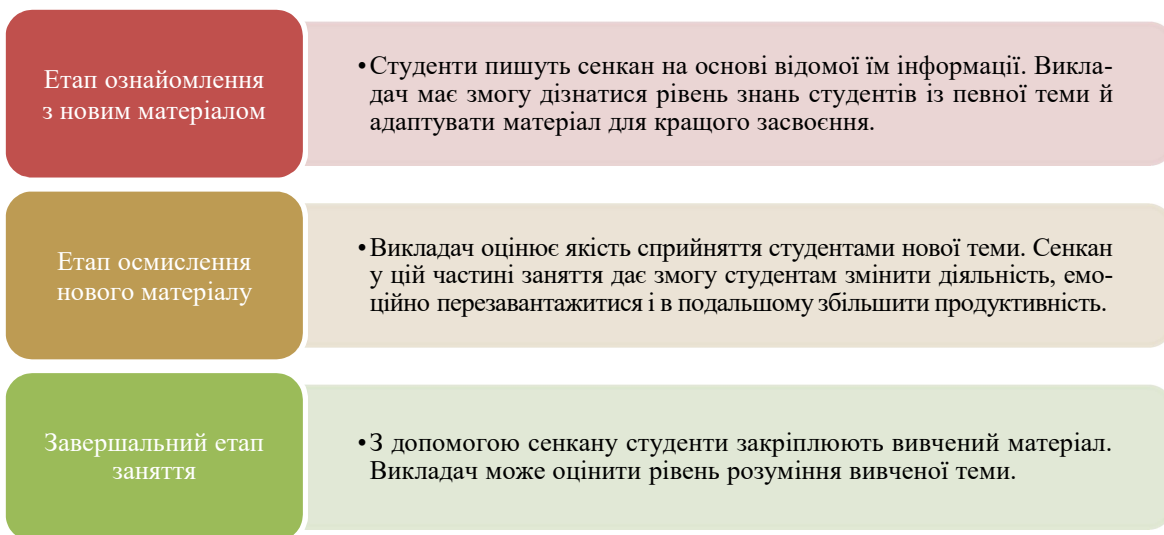 Етап ознайомлення
з новим матеріалом
•Студенти пишуть сенкан на основі відомої їм інформації. Викла-
дач має змогу дізнатися рівень знань студентів із певної теми й
адаптувати матеріал для кращого засвоєння.
Етап осмислення
нового матеріалу
•Викладач оцінює якість сприйняття студентами нової теми. Сенкан
у цій частині заняття дає змогу студентам змінити діяльність, емо-
ційно перезавантажитися і в подальшому збільшити продуктивність.
Завершальний етап
заняття
•З допомогою сенкану студенти закріплюють вивчений матеріал.
Викладач може оцінити рівень розуміння вивченої теми.